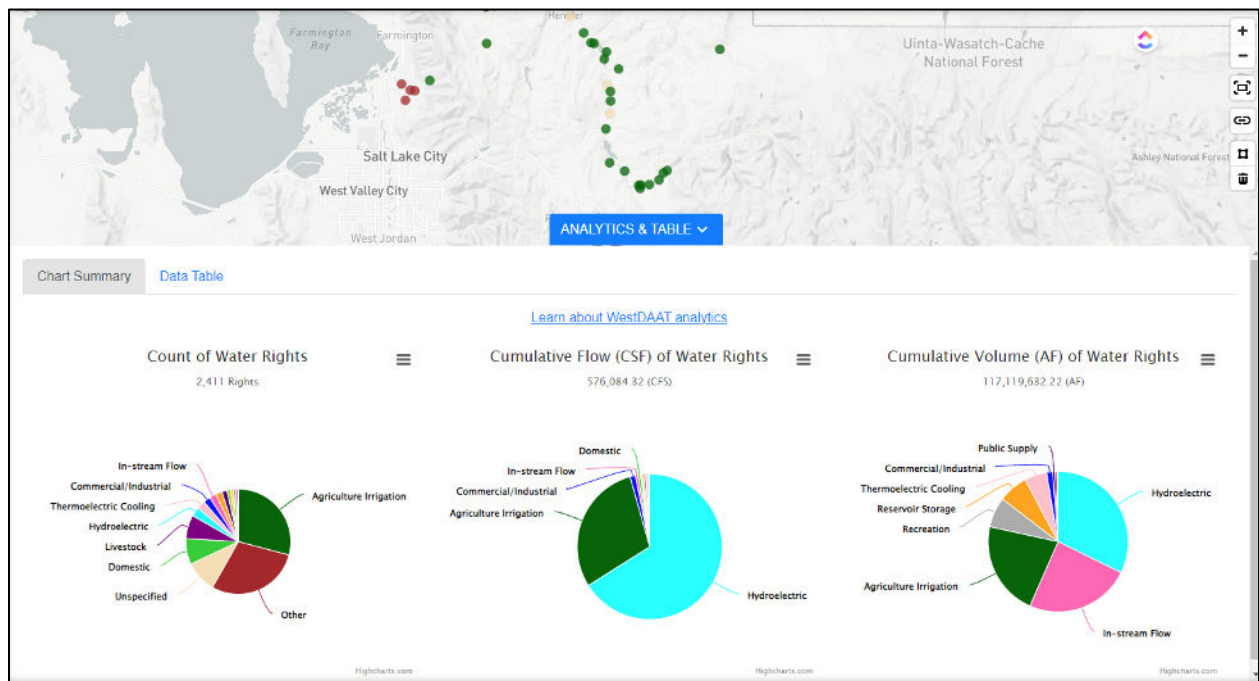 Henefer
Farmington
Bay
Farmington
Uinta-Wasatch-Cache
National Forest
Salt Lake City
Ashley National Forest
West Valley City
West Jordan
ANALYTICS & TABLE
Chart Summary
Data Table
Learn about WestDAAT analytics
Count of Water Rights
2,411 Rights
In-stream Flow
Commercial/Industrial
Thermoelectric Cooling
Hydroelectric
Livestock
Domestic
Unspecified
Agriculture Irrigation
Other
Highcharts.com
Cumulative Flow (CSF) of Water Rights
576,084.32 (CFS)
Domestic
In-stream Flow
Commercial/Industrial
Agriculture Irrigation
Hydroelectric
Highcharts.com
Cumulative Volume (AF) of Water Rights
117,119,632.22 (AF)
Public Supply
Commercial/Industrial
Thermoelectric Cooling
Reservoir Storage
Recreation
Agriculture Irrigation
Hydroelectric
In-stream Flow
Highcharts.com